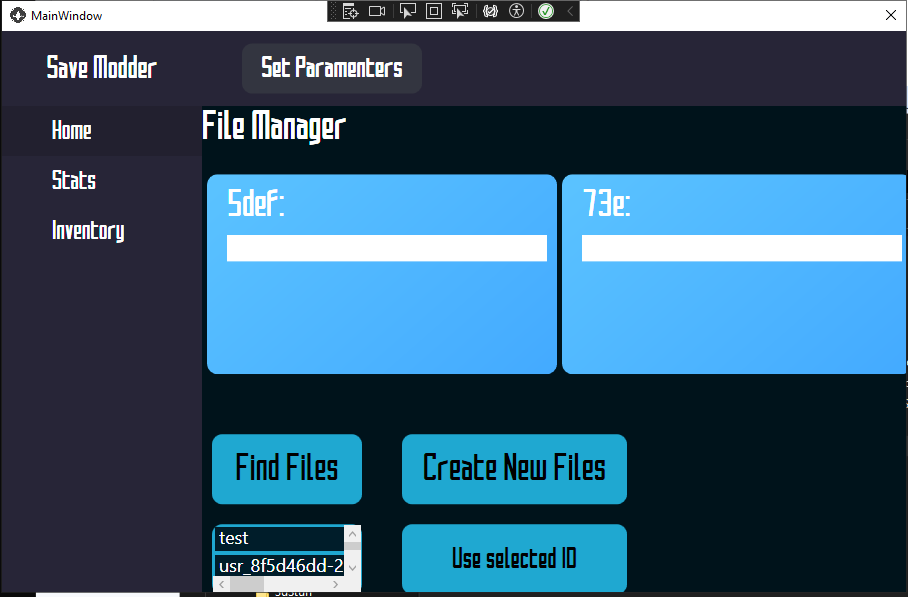 MainWindow
Save Modder
Set Paramenters
Home
Stats
Inventory
File Manager
5def:
73e:
Find Files
Create New Files
test
usr_8f5d46dd-2
Use selected ID